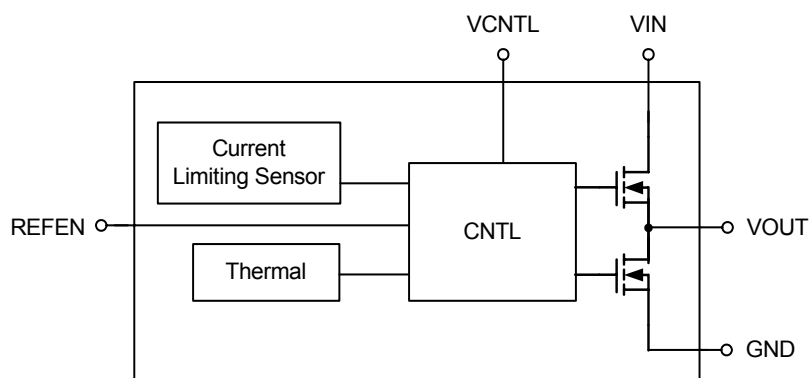 VCNTL
VIN
Current
Limiting Sensor
REFEN
CNTL
VOUT
Thermal
GND